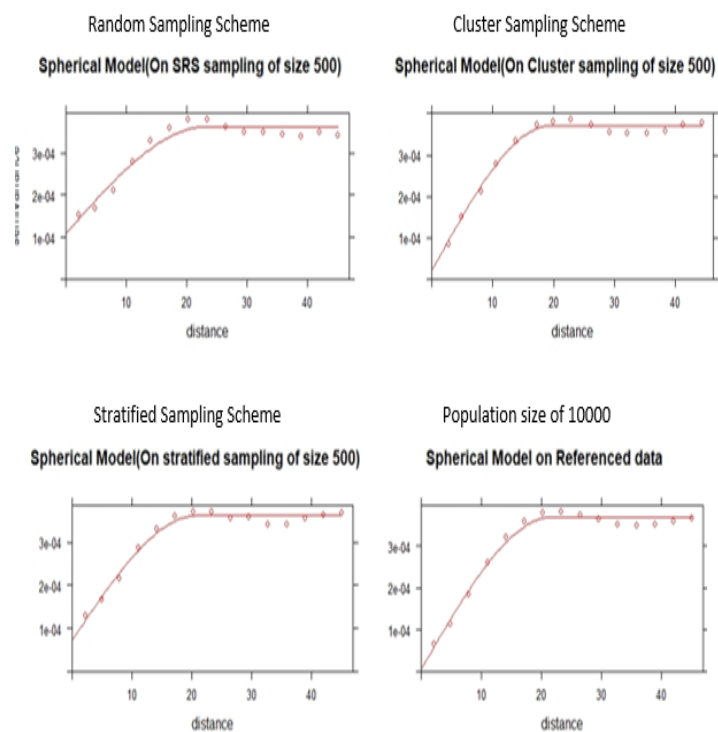 Random Sampling Scheme
Spherical Model(On SRS sampling of size 500)
3e-04
2e-04
1e-04
10 20 30 40
distance
Cluster Sampling Scheme
Spherical Model(On Cluster sampling of size 500)
3e-04
2e-04
1e-04
10 20 30 40
distance
Stratified Sampling Scheme
Spherical Model(On stratified sampling of size 500)
3e-04
2e-04
1e-04
10 20 30 40
distance
Population size of 10000
Spherical Model on Referenced data
3e-04
2e-04
1e-04
10 20 30 40
distance